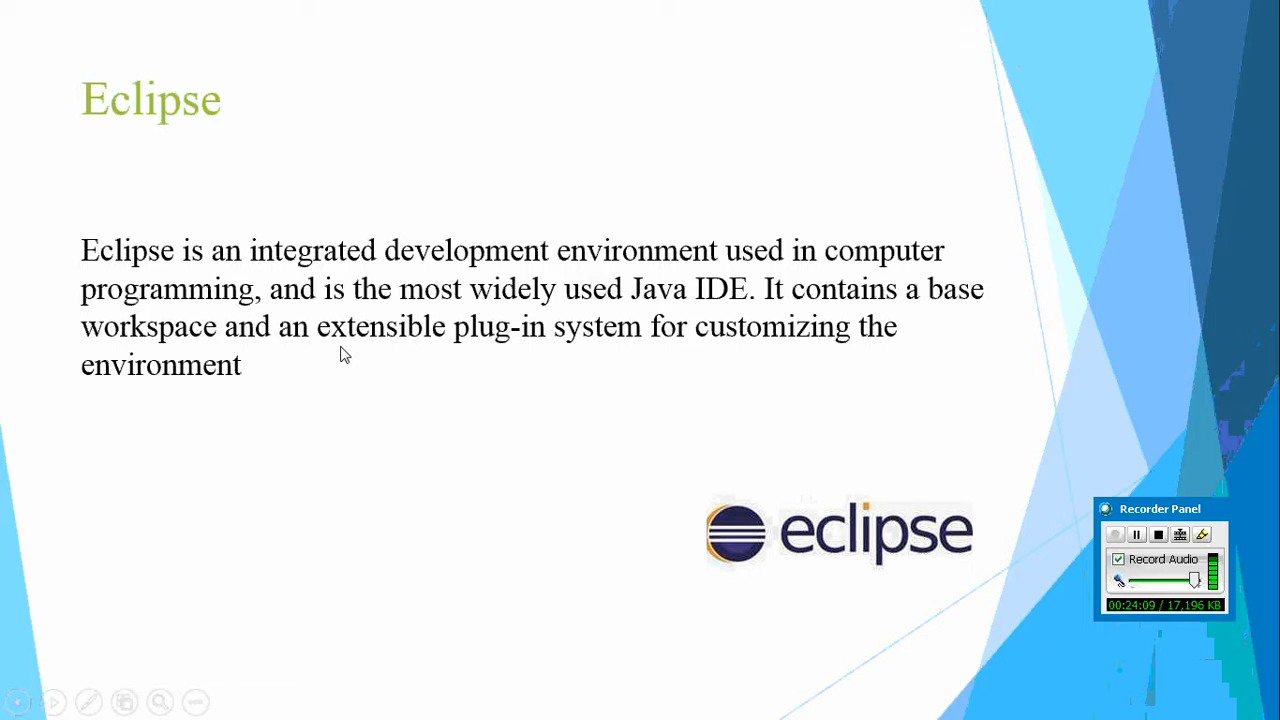 Eclipse
Eclipse is an integrated development environment used in computer
programming, and is the most widely used Java IDE. It contains a base
workspace and an extensible plug-in system for customizing the
environment
eclipse
Recorder Panel
Record Audio
00:24:09 / 17,196 KB